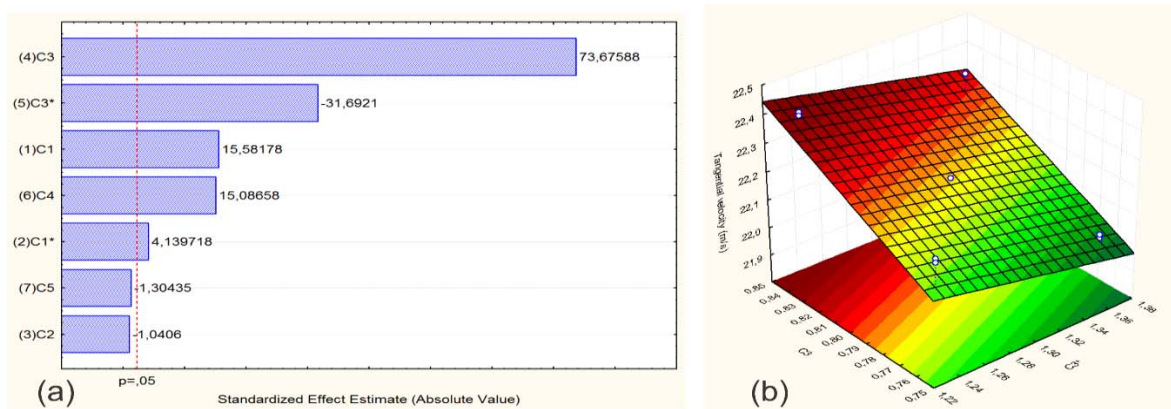 (4)C3
73,67588
(5)C3*
-31,6921
(1)C1
15,58178
(6)C4
15,08658
(2)C1*
4,139718
(7)C5
-1,30435
(3)C2
-1,0406
p=,05
Standardized Effect Estimate (Absolute Value)
(a)
Tangential velocity (m/s)
22,5
22,4
22,3
22,2
22,1
22,0
21,9
0,85
0,84
0,83
0,82
0,81
0,80
0,79
0,78
0,77
0,76
0,75
1,38
1,36
1,34
1,32
1,30
1,28
1,26
1,24
1,22
(b)